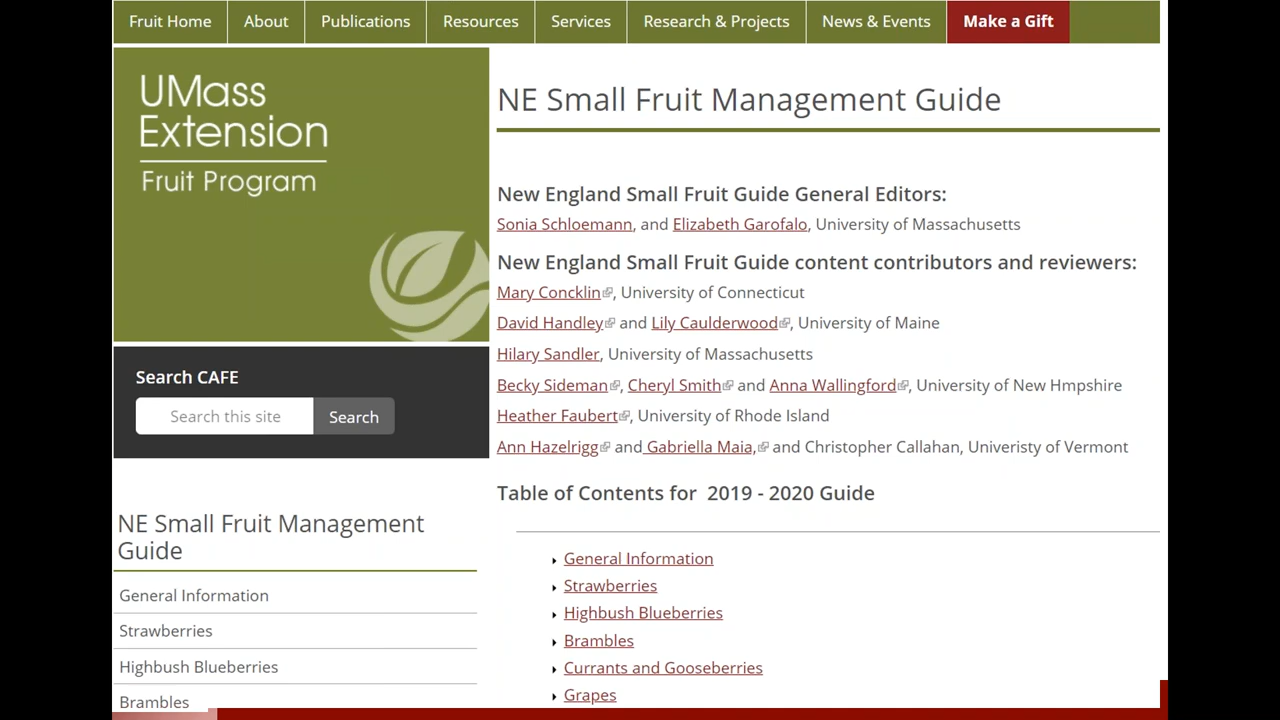 Fruit Home About Publications Resources Services Research & Projects News & Events Make a Gift
UMass
Extension
Fruit Program
Search CAFE
Search this site Search
NE Small Fruit Management
Guide
General Information
Strawberries
Highbush Blueberries
Brambles
NE Small Fruit Management Guide
New England Small Fruit Guide General Editors:
Sonia Schloemann, and Elizabeth Garofalo, University of Massachusetts
New England Small Fruit Guide content contributors and reviewers:
Mary Concklin, University of Connecticut
David Handley and Lily Caulderwood, University of Maine
Hilary Sandler, University of Massachusetts
Becky Sideman, Cheryl Smith and Anna Wallingford, University of New Hmpshire
Heather Faubert, University of Rhode Island
Ann Hazelrigg and Gabriella Maia, and Christopher Callahan, Univeristy of Vermont
Table of Contents for 2019 - 2020 Guide
General Information
Strawberries
Highbush Blueberries
Brambles
Currants and Gooseberries
Grapes